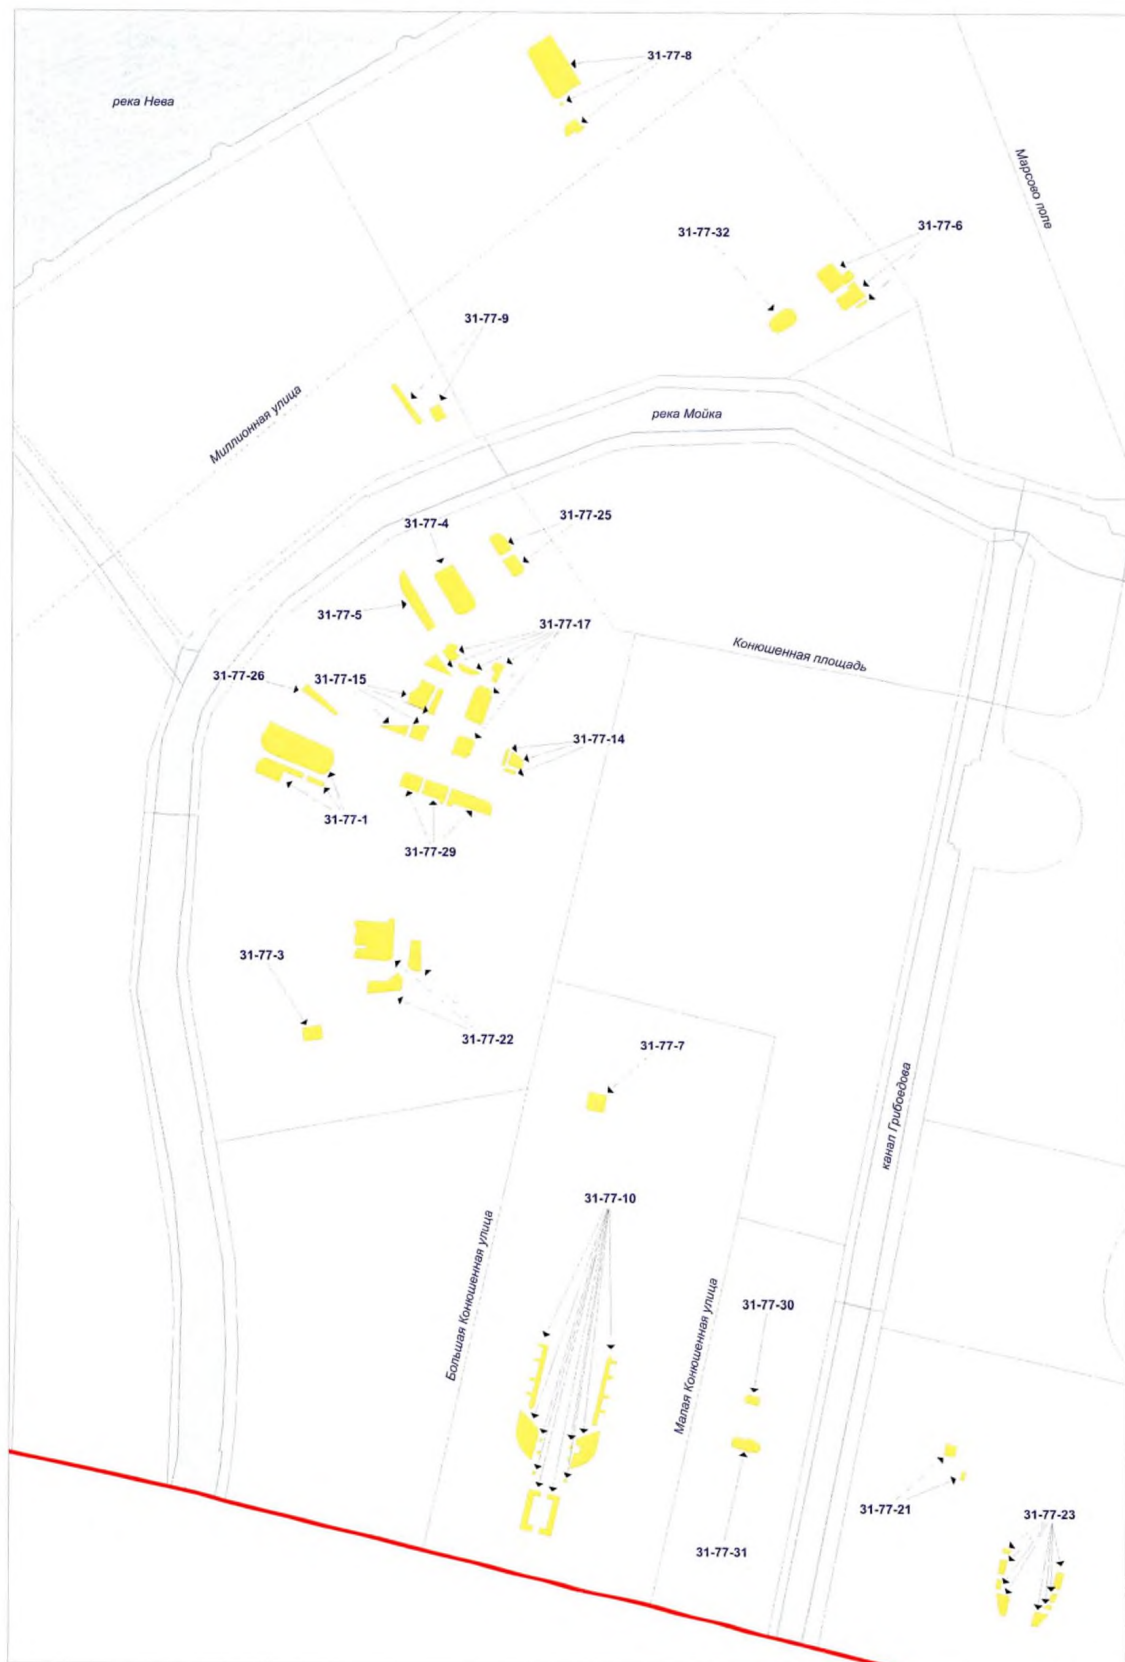 31-77-8
река Нева
Марсово поле
31-77-32
31-77-6
31-77-9
Миллионная улица
река Мойка
31-77-4
31-77-25
31-77-5
31-77-17
Конюшенная площадь
31-77-26
31-77-15
31-77-14
31-77-1
31-77-29
31-77-3
31-77-22
31-77-7
канал Грибоедова
31-77-10
Большая Конюшенная улица
Малая Конюшенная улица
31-77-30
31-77-21
31-77-23
31-77-31